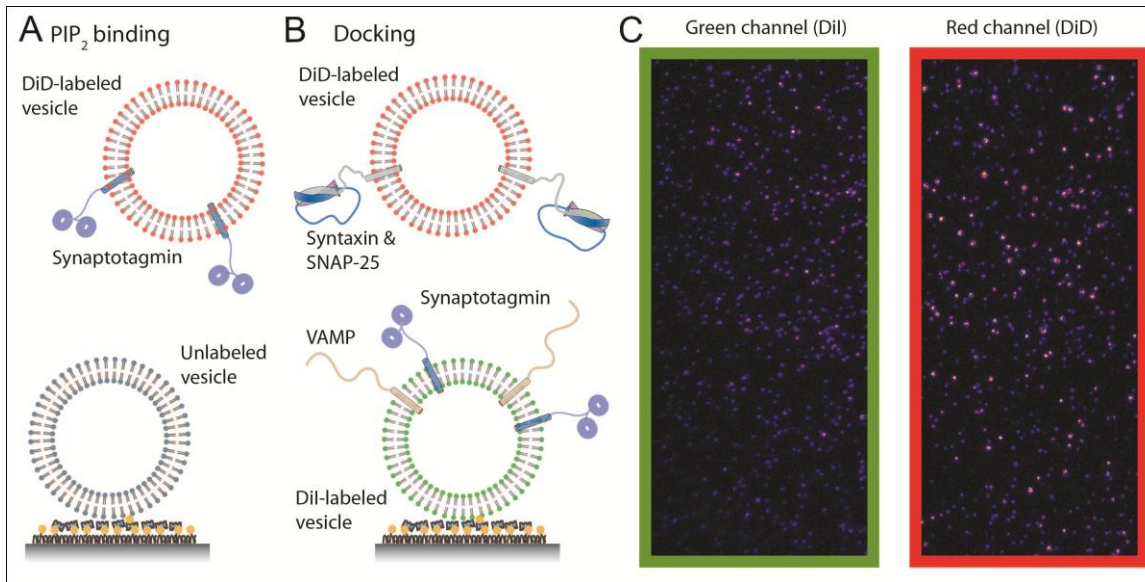 A PIP₂ binding
DiD-labeled
vesicle
Synaptotagmin
Unlabeled
vesicle
B Docking
DiD-labeled
vesicle
Syntaxin &
SNAP-25
Synaptotagmin
VAMP
DiI-labeled
vesicle
C Green channel (DiI)
Red channel (DiD)